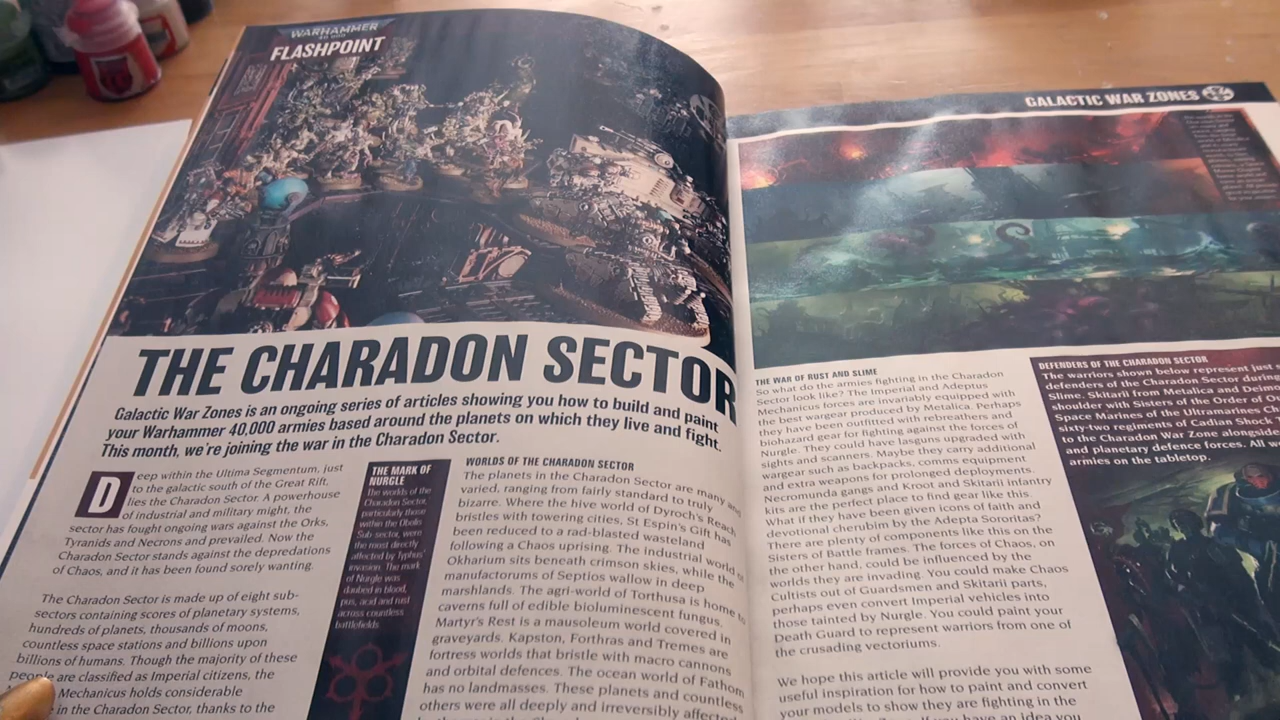 WARHAMMER
40,000
FLASHPOINT
THE CHARADON SECTOR
Galactic War Zones is an ongoing series of articles showing you how to build and paint
your Warhammer 40,000 armies based around the planets on which they live and fight.
This month, we're joining the war in the Charadon Sector.
Deep within the Ultima Segmentum, just
to the galactic south of the Great Rift,
lies the Charadon Sector. A powerhouse
of industrial and military might, the
sector has fought ongoing wars against the Orks,
Tyranids and Necrons and prevailed. Now the
Charadon Sector stands against the depredations
of Chaos, and it has been found sorely wanting.
The Charadon Sector is made up of eight sub-
sectors containing scores of planetary systems,
hundreds of planets, thousands of moons,
countless space stations and billions upon
billions of humans. Though the majority of these
people are classified as Imperial citizens, the
Mechanicus holds considerable
in the Charadon Sector, thanks to the
THE MARK OF
NURGLE
The worlds of the
Charadon Sector,
particularly those
within the Obolis
Sub-sector, were
the most directly
affected by Typhus'
invasion. The mark
of Nurgle was
daubed in blood,
pus, acid and rust
across countless
battlefields.
WORLDS OF THE CHARADON SECTOR
The planets in the Charadon Sector are many and
varied, ranging from fairly standard to truly
bizarre. Where the hive world of Dyroch's Reach
bristles with towering cities, St Espin's Gift has
been reduced to a rad-blasted wasteland
following a Chaos uprising. The industrial world of
Okharium sits beneath crimson skies, while the
manufactorums of Septios wallow in deep
marshlands. The agri-world of Torthusa is home to
caverns full of edible bioluminescent fungus.
Martyr's Rest is a mausoleum world covered in
graveyards. Kapston, Forthras and Tremes are
fortress worlds that bristle with macro cannons
and orbital defences. The ocean world of Fathom
has no landmasses. These planets and countless
others were all deeply and irreversibly affected
GALACTIC WAR ZONES
THE WAR OF RUST AND SLIME
So what do the armies fighting in the Charadon
Sector look like? The Imperial and Adeptus
Mechanicus forces are invariably equipped with
the best wargear produced by Metalica. Perhaps
they have been outfitted with rebreathers and
biohazard gear for fighting against the forces of
Nurgle. They could have lasguns upgraded with
sights and scanners. Maybe they carry additional
wargear such as backpacks, comms equipment
and extra weapons for prolonged deployments.
Necromunda gangs and Kroot and Skitarii infantry
kits are the perfect place to find gear like this.
What if they have been given icons of faith and
devotional cherubim by the Adepta Sororitas?
There are plenty of components like this on the
Sisters of Battle frames. The forces of Chaos, on
the other hand, could be influenced by the
worlds they are invading. You could make Chaos
Cultists out of Guardsmen and Skitarii parts,
perhaps even convert Imperial vehicles into
those tainted by Nurgle. You could paint your
Death Guard to represent warriors from one of
the crusading vectoriums.
We hope this article will provide you with some
useful inspiration for how to paint and convert
your models to show they are fighting in the
War Zone. If you have an idea you
DEFENDERS OF THE CHARADON SECTOR
The warriors shown below represent just
defenders of the Charadon Sector during
Slime. Skitarii from Metalica and
shoulder with Sisters of the Order of
Space Marines of the Ultramarines
sixty-two regiments of Cadian Shock
to the Charadon War Zone alongside
and planetary defence forces. All
armies on the tabletop.